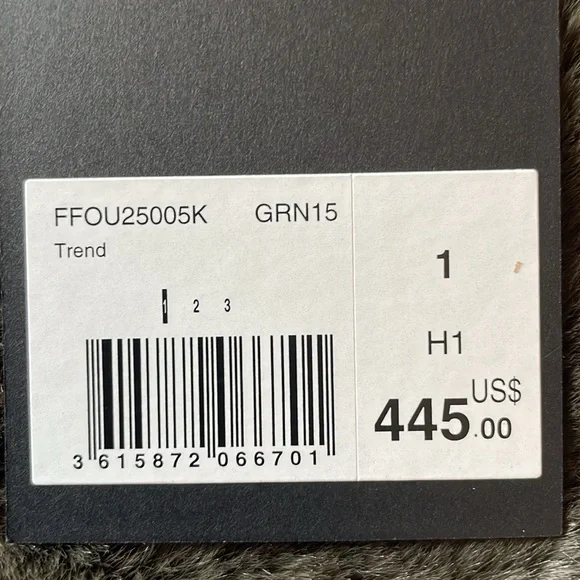 FFOU25005K GRN15
Trend
1 2 3
3 615872 066701
1
H1
US$
445.00